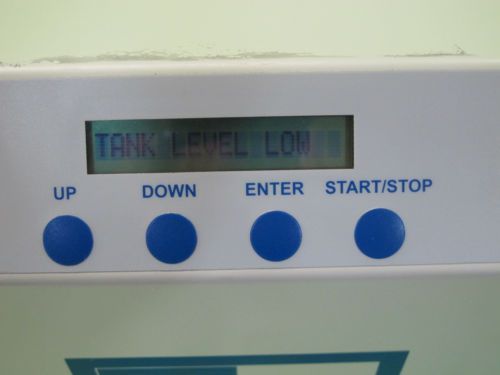 TANK LEVEL LOW
UP DOWN ENTER START/STOP